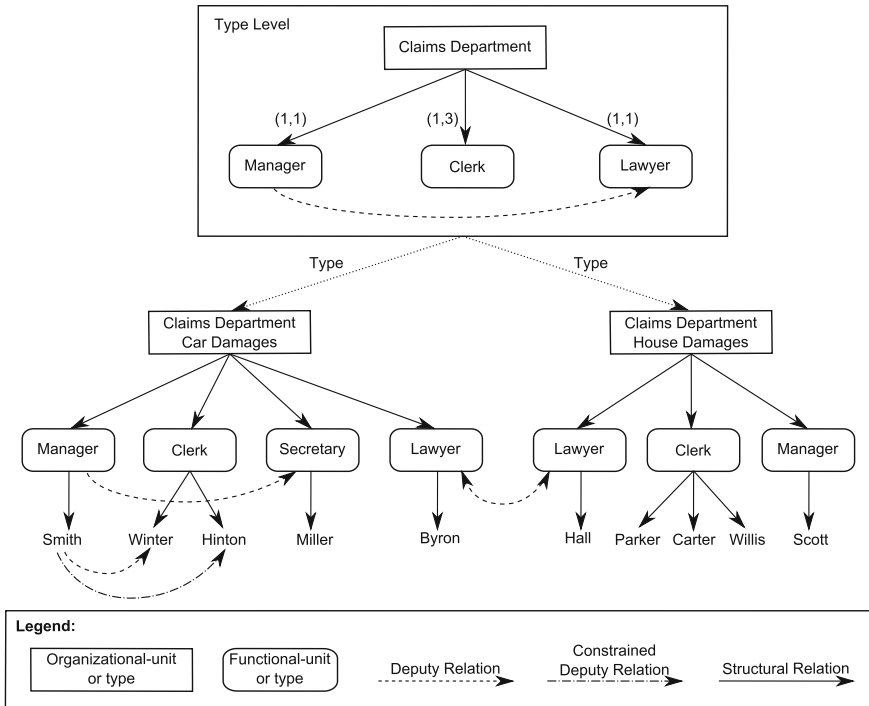 Type Level
Claims Department
(1,1)
(1,3)
(1,1)
Manager
Clerk
Lawyer
Type
Type
Claims Department
Car Damages
Claims Department
House Damages
Manager
Clerk
Secretary
Lawyer
Lawyer
Clerk
Manager
Smith
Winter
Hinton
Miller
Byron
Hall
Parker
Carter
Willis
Scott
Legend:
Organizational-unit
or type
Functional-unit
or type
Deputy Relation
Constrained
Deputy Relation
Structural Relation